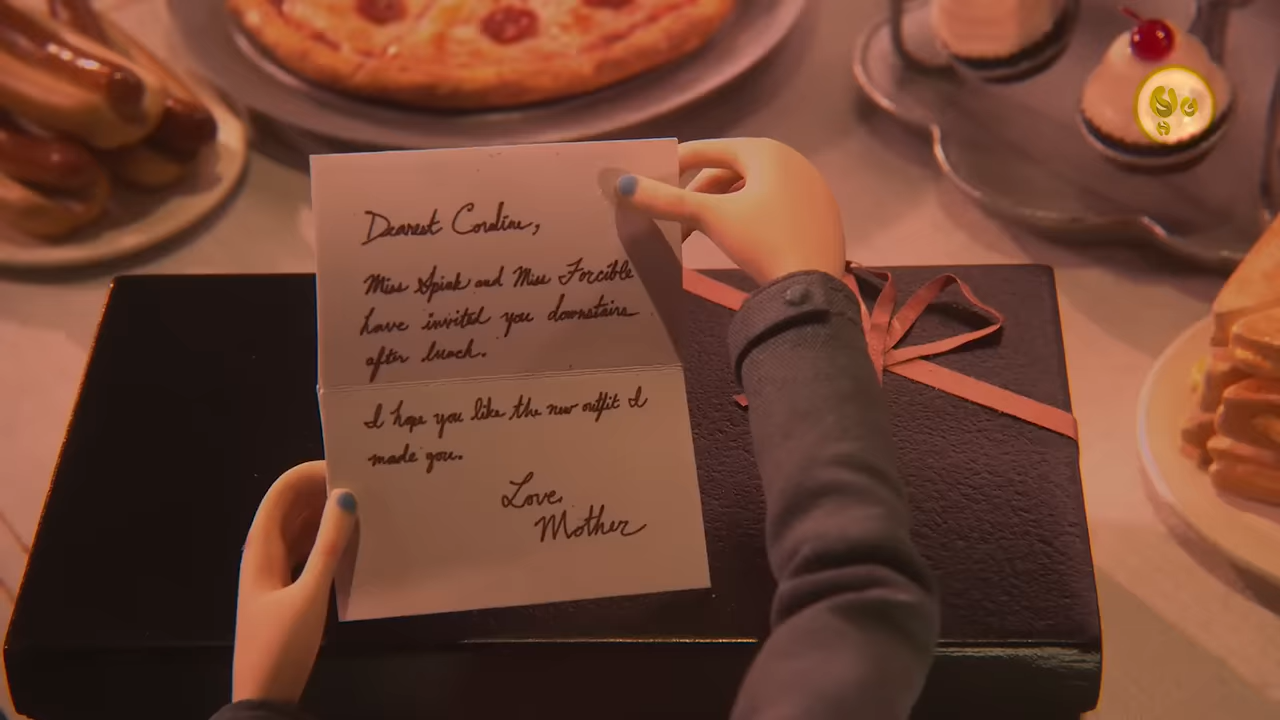 Dearest Coraline,
Miss Spink and Miss Forcible
have invited you downstairs
after lunch.
I hope you like the new outfit I
made you.
Love,
Mother